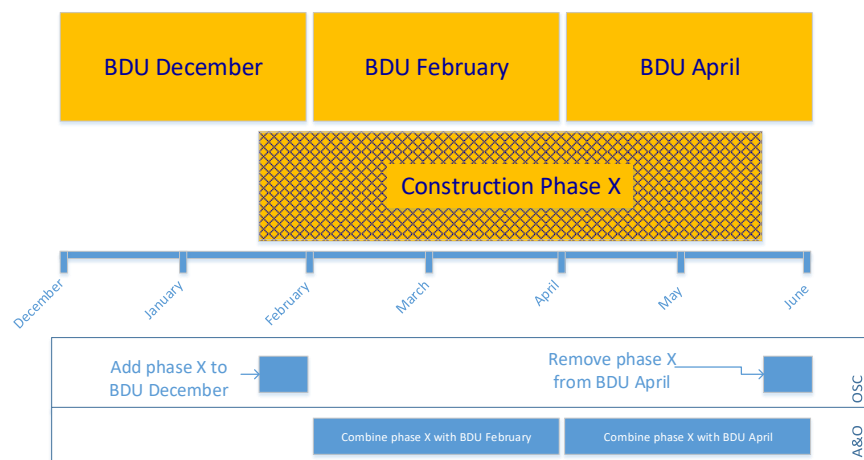 BDU December
BDU February
BDU April
Construction Phase X
December
January
February
March
April
May
June
Add phase X to
BDU December
Remove phase X
from BDU April
OSC
Combine phase X with BDU February
Combine phase X with BDU April
A&O